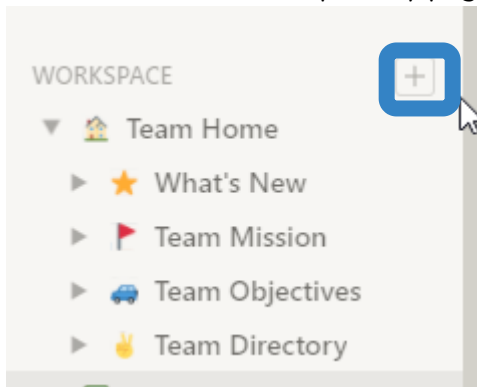 WORKSPACE
Team Home
What's New
Team Mission
Team Objectives
Team Directory